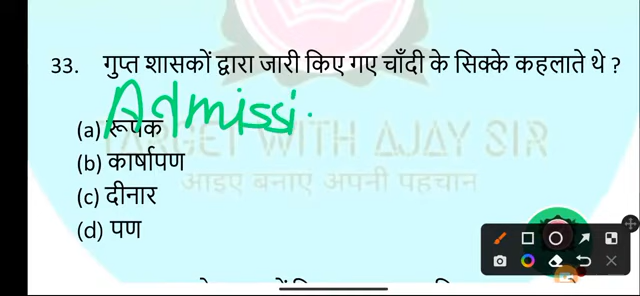 33. गुप्त शासकों द्वारा जारी किए गए चाँदी के सिक्के कहलाते थे ?
Admissi
(a) रूपक
TARGET WITH AJAY SIR
(b) कार्षापण
आइए बनाएं अपनी पहचान
(c) दीनार
(d) पण